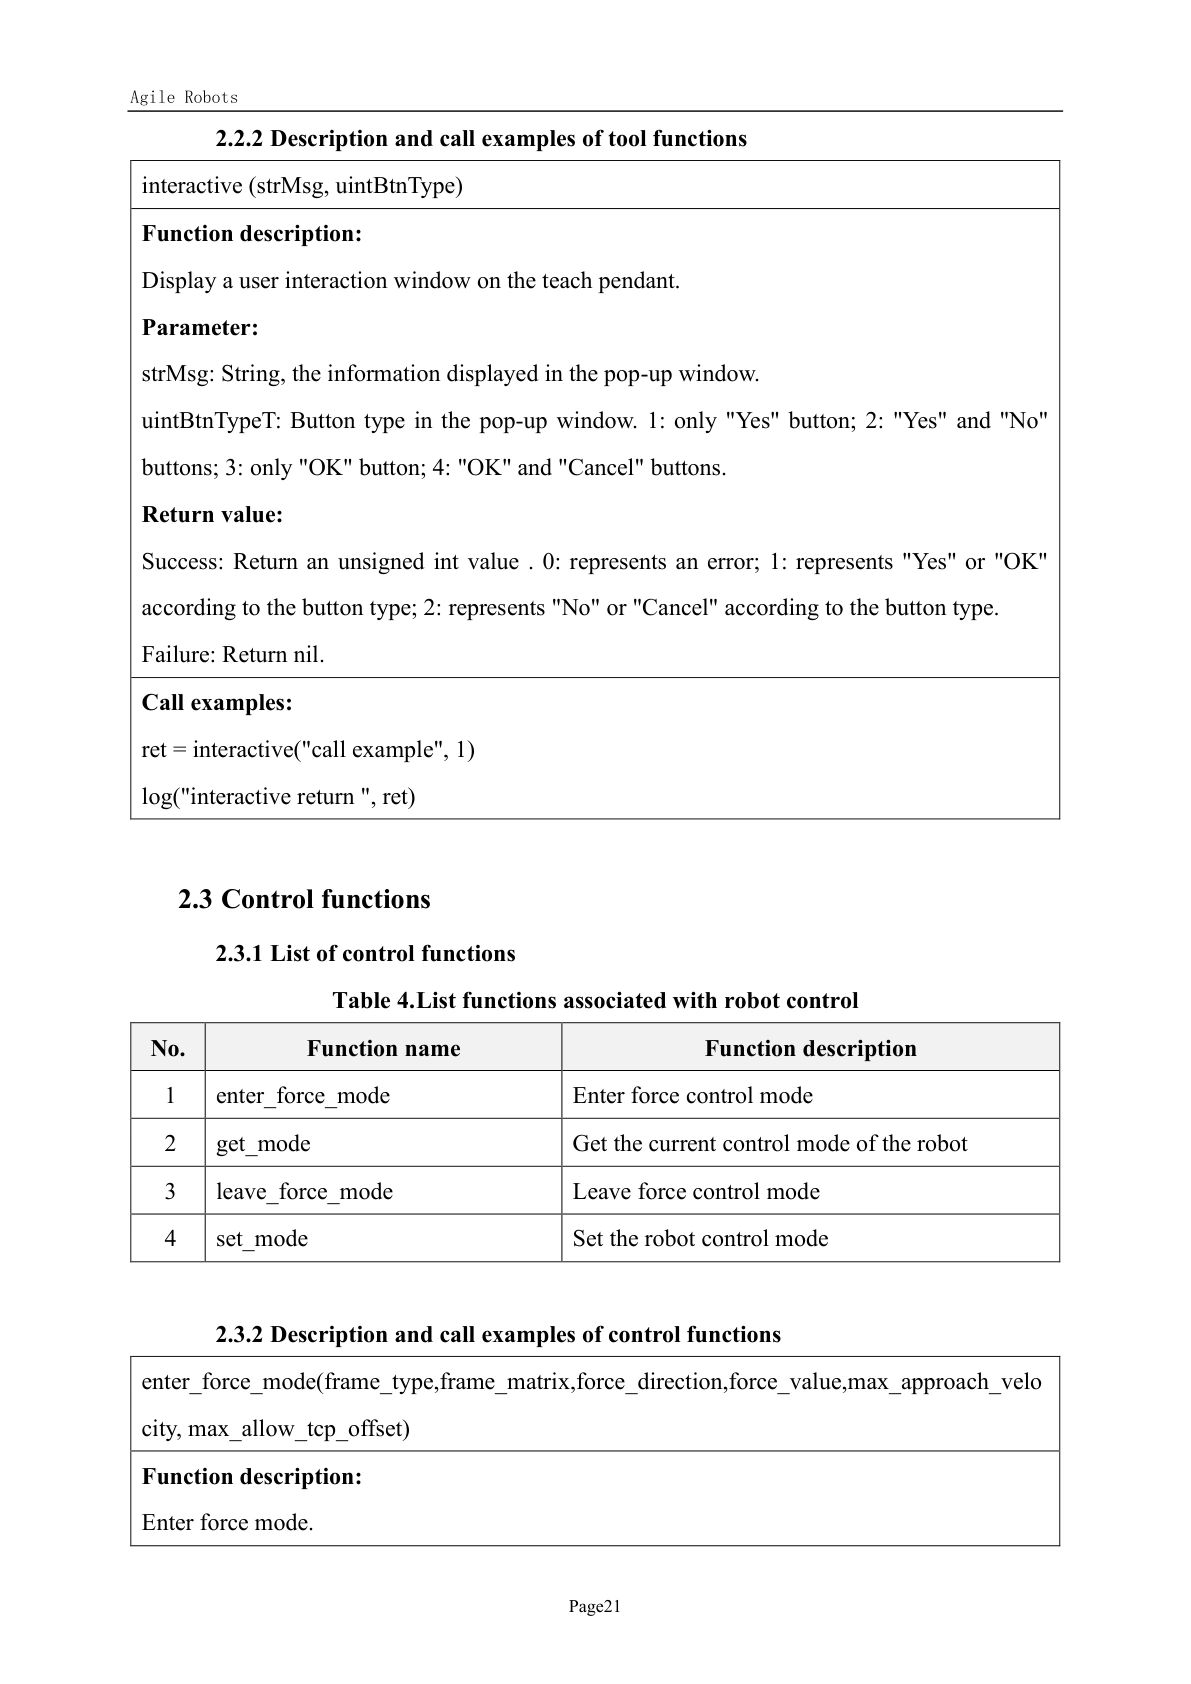 Agile Robots
2.2.2 Description and call examples of tool functions
interactive (strMsg, uintBtnType)
Function description:
Display a user interaction window on the teach pendant.
Parameter:
strMsg: String, the information displayed in the pop-up window.
uintBtnTypeT: Button type in the pop-up window. 1: only "Yes" button; 2: "Yes" and "No"
buttons; 3: only "OK" button; 4: "OK" and "Cancel" buttons.
Return value:
Success: Return an unsigned int value . 0: represents an error; 1: represents "Yes" or "OK"
according to the button type; 2: represents "No" or "Cancel" according to the button type.
Failure: Return nil.
Call examples:
ret = interactive("call example", 1)
log("interactive return ", ret)
2.3 Control functions
2.3.1 List of control functions
Table 4.List functions associated with robot control
No. Function name Function description
1 enter_force_mode Enter force control mode
2 get_mode Get the current control mode of the robot
3 leave_force_mode Leave force control mode
4 set_mode Set the robot control mode
2.3.2 Description and call examples of control functions
enter_force_mode(frame_type,frame_matrix,force_direction,force_value,max_approach_velo
city, max_allow_tcp_offset)
Function description:
Enter force mode.
Page21